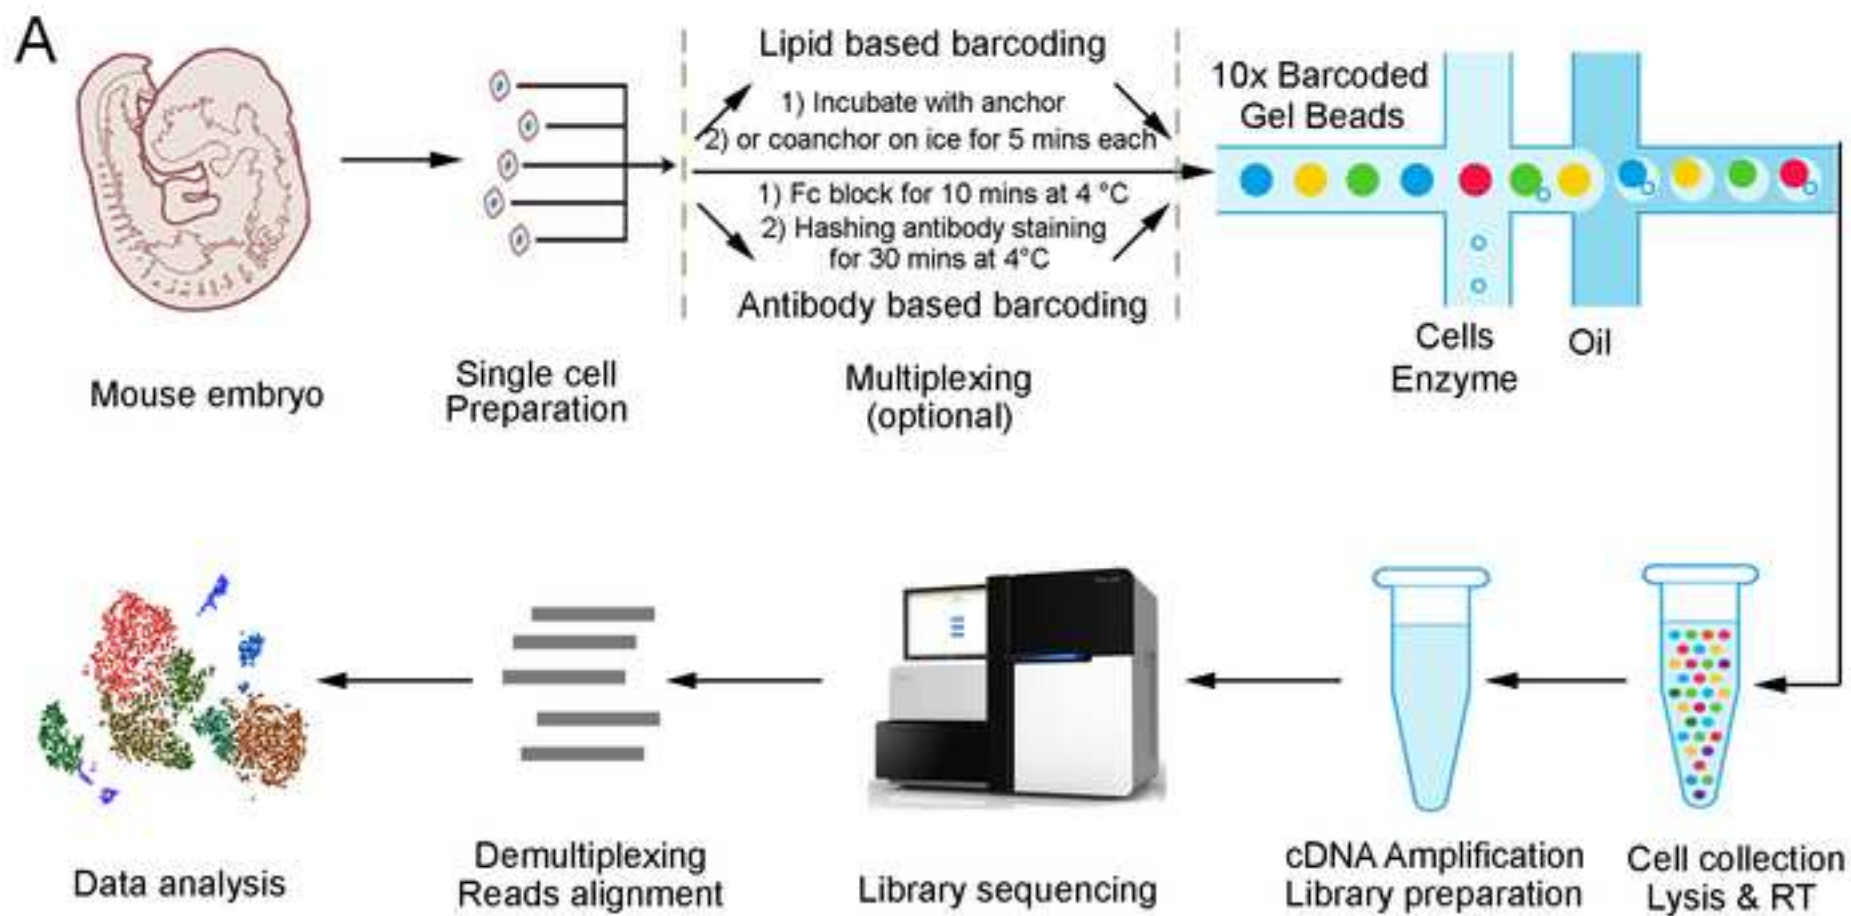 A
Lipid based barcoding
1) Incubate with anchor
2) or coanchor on ice for 5 mins each
1) Fc block for 10 mins at 4 °C
2) Hashing antibody staining
for 30 mins at 4°C
Antibody based barcoding
10x Barcoded
Gel Beads
Cells
Enzyme
Oil
Mouse embryo
Single cell
Preparation
Multiplexing
(optional)
Data analysis
Demultiplexing
Reads alignment
Library sequencing
cDNA Amplification
Library preparation
Cell collection
Lysis & RT